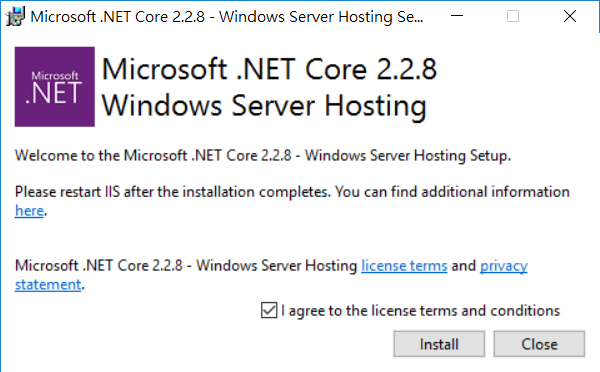 Microsoft .NET Core 2.2.8 - Windows Server Hosting Se...
Microsoft
.NET
Microsoft .NET Core 2.2.8
Windows Server Hosting
Welcome to the Microsoft .NET Core 2.2.8 - Windows Server Hosting Setup.
Please restart IIS after the installation completes. You can find additional information
here.
Microsoft .NET Core 2.2.8 - Windows Server Hosting license terms and privacy
statement.
I agree to the license terms and conditions
Install
Close